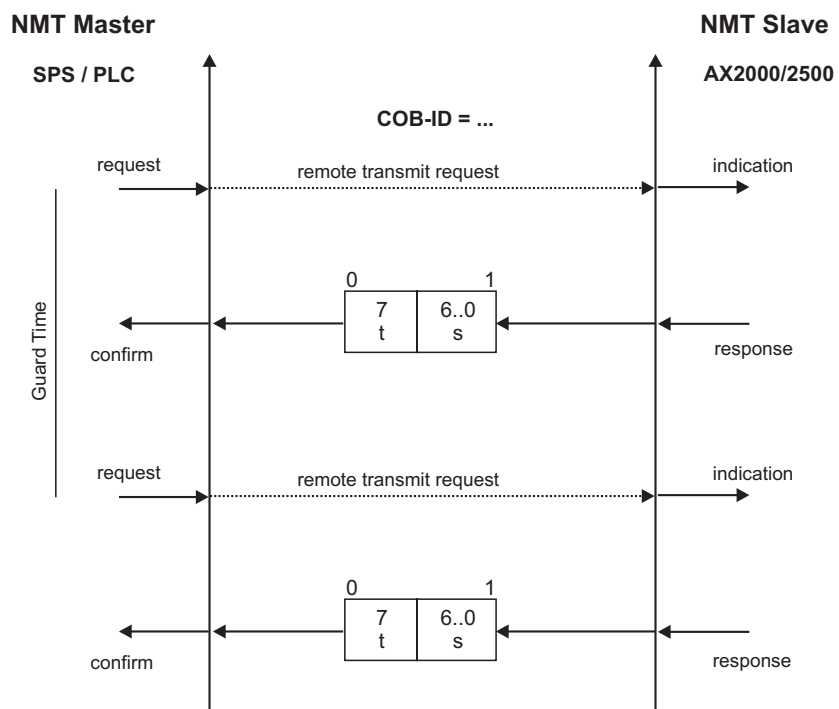 NMT Master
NMT Slave
SPS / PLC
AX2000/2500
COB-ID = ...
request
remote transmit request
indication
0
1
7
6..0
t
s
confirm
response
Guard Time
request
remote transmit request
indication
0
1
7
6..0
t
s
confirm
response